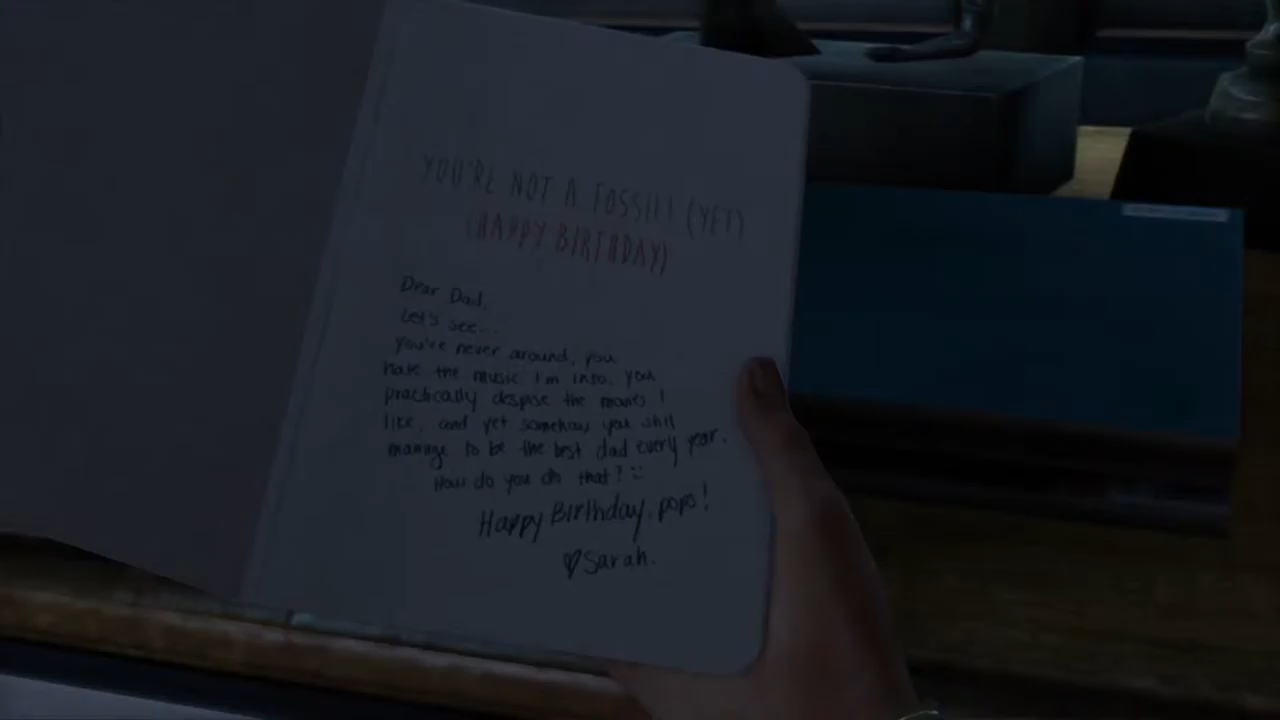 YOU'RE NOT A FOSSIL! (YET)
(HAPPY BIRTHDAY)
Dear Dad,
Let's see...
you're never around, you
hate the music I'm into, you
practically despise the movies I
like, and yet somehow you still
manage to be the best dad every year.
How do you do that? :)
Happy Birthday, pops!
♡ Sarah.